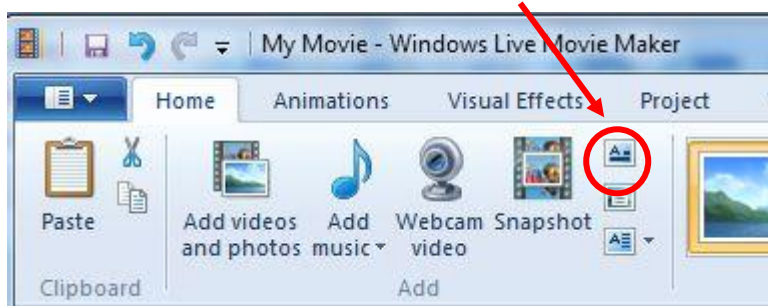 My Movie - Windows Live Movie Maker
Home Animations Visual Effects Project
Paste
Add videos and photos
Add music
Webcam video
Snapshot
Clipboard
Add